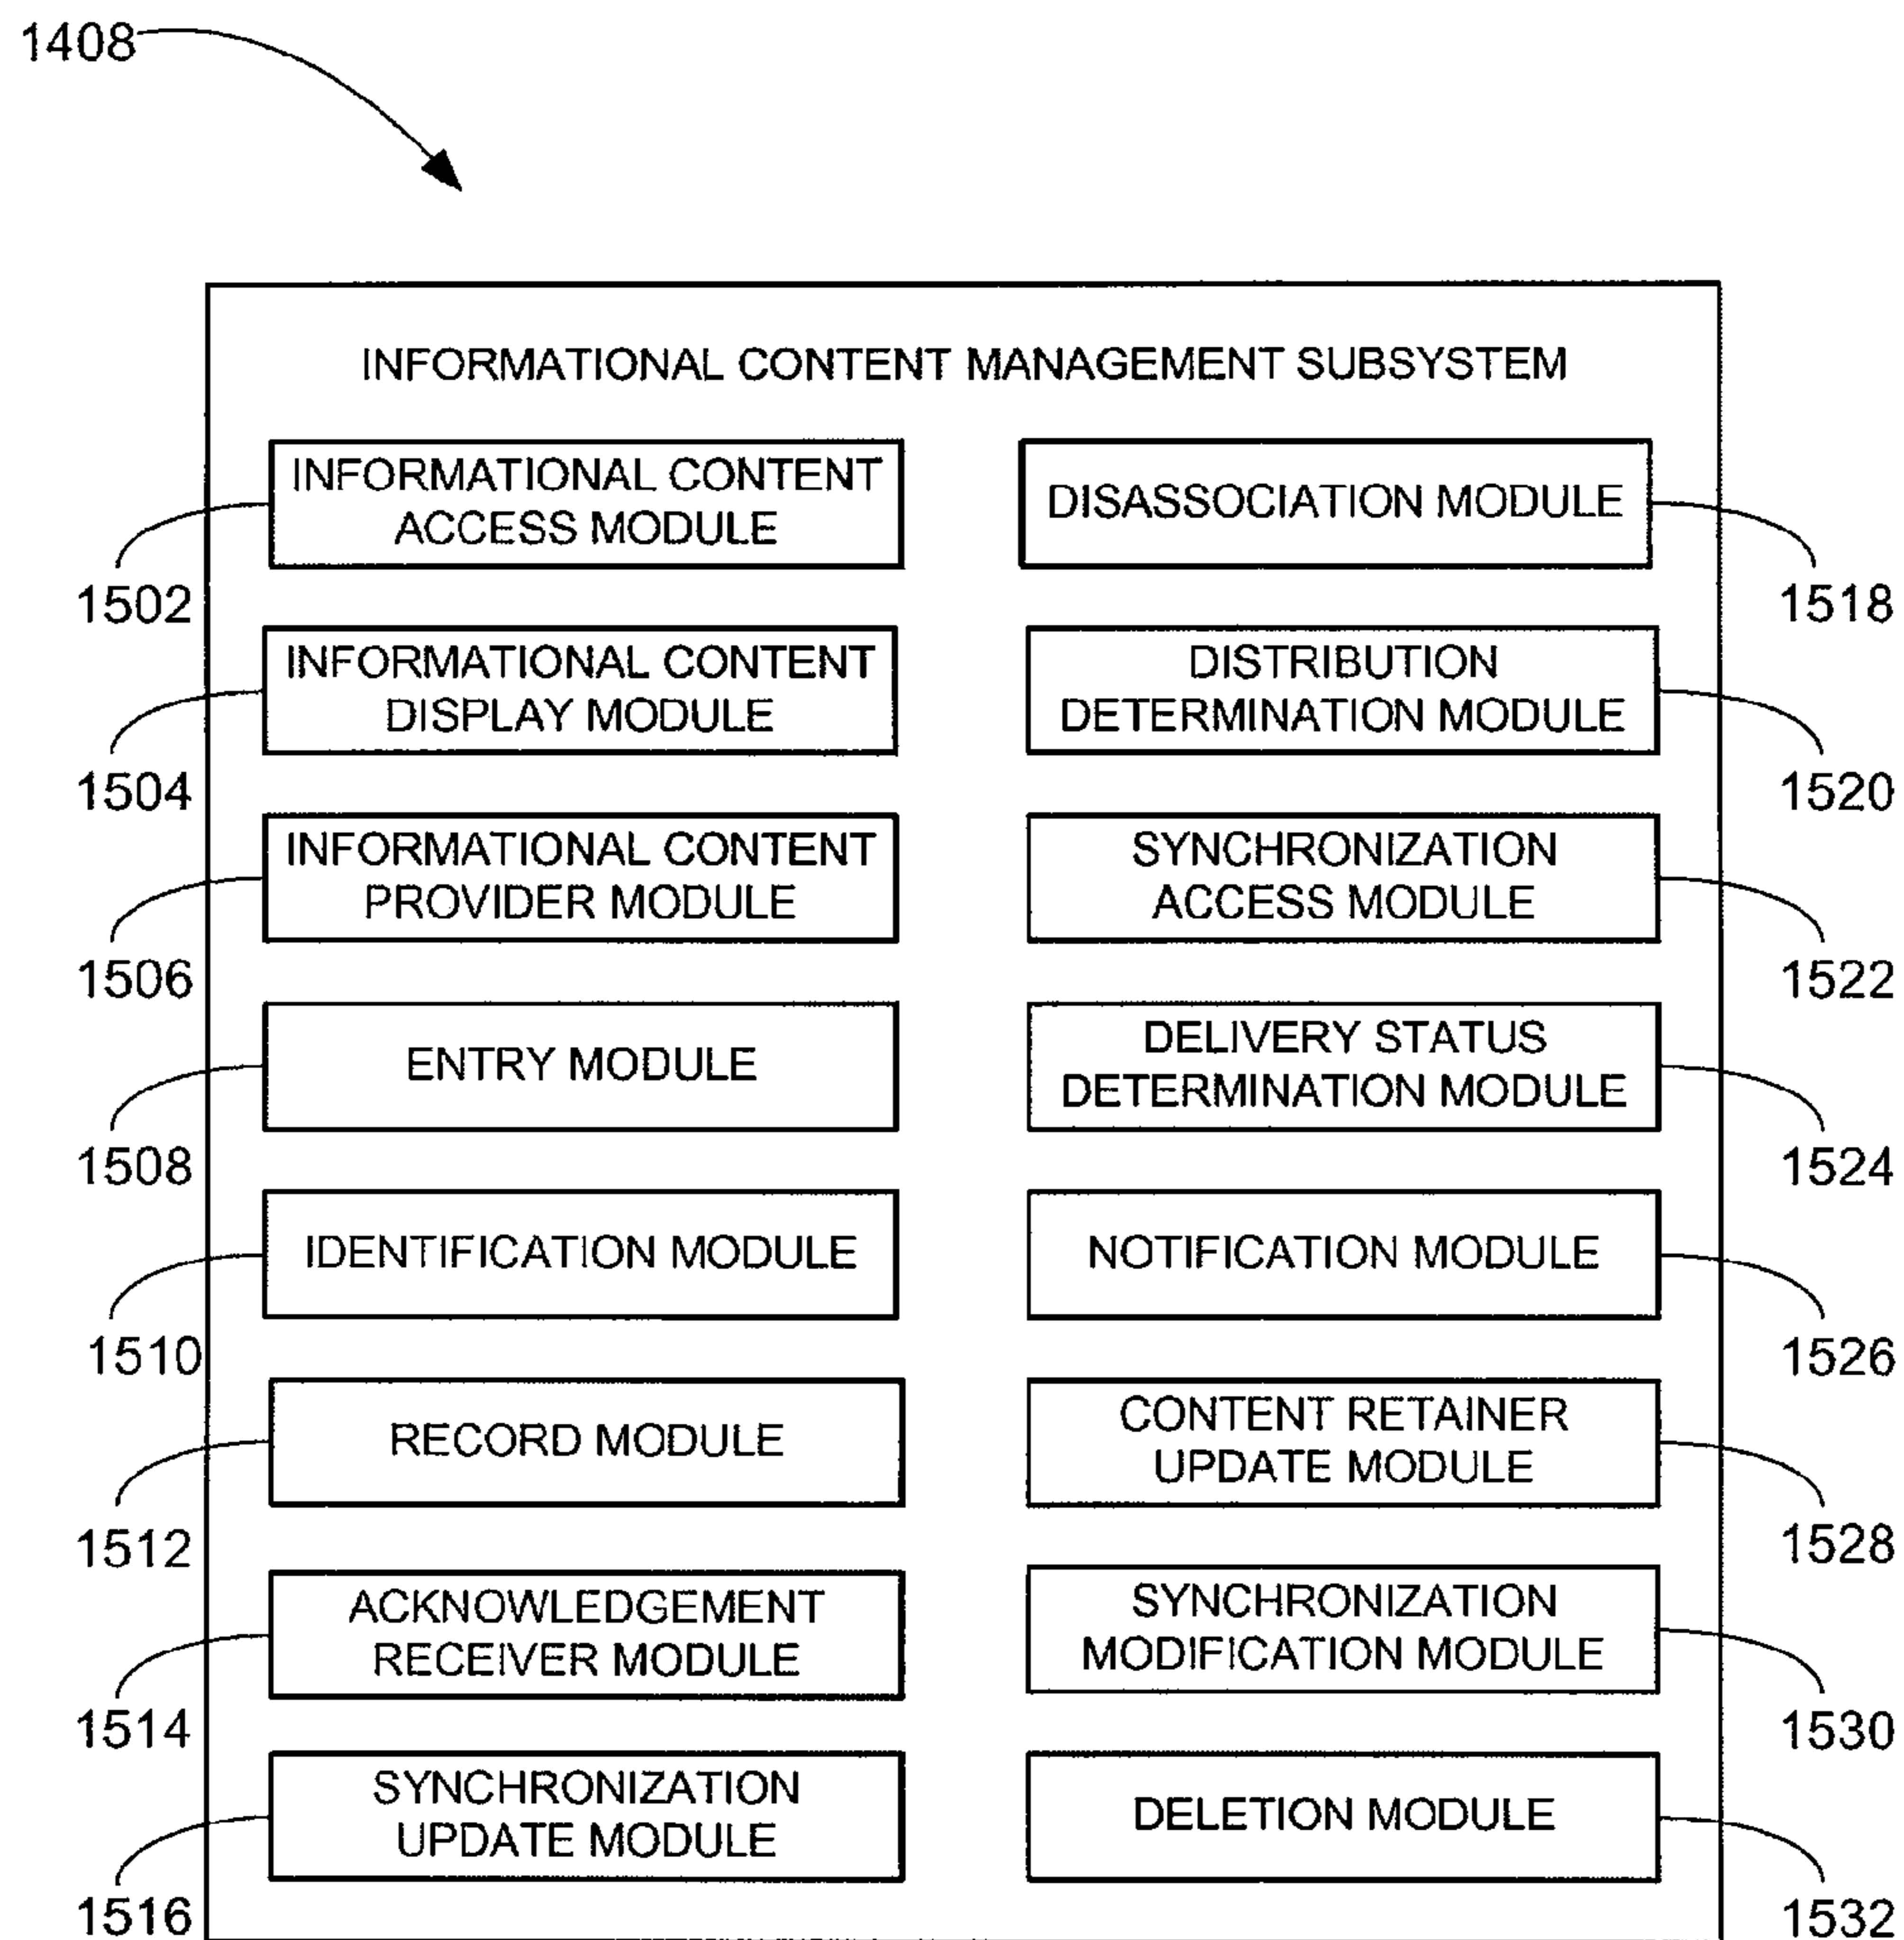 1408
INFORMATIONAL CONTENT MANAGEMENT SUBSYSTEM
INFORMATIONAL CONTENT
ACCESS MODULE
1502
INFORMATIONAL CONTENT
DISPLAY MODULE
1504
INFORMATIONAL CONTENT
PROVIDER MODULE
1506
ENTRY MODULE
1508
IDENTIFICATION MODULE
1510
RECORD MODULE
1512
ACKNOWLEDGEMENT
RECEIVER MODULE
1514
SYNCHRONIZATION
UPDATE MODULE
1516
DISASSOCIATION MODULE
1518
DISTRIBUTION
DETERMINATION MODULE
1520
SYNCHRONIZATION
ACCESS MODULE
1522
DELIVERY STATUS
DETERMINATION MODULE
1524
NOTIFICATION MODULE
1526
CONTENT RETAINER
UPDATE MODULE
1528
SYNCHRONIZATION
MODIFICATION MODULE
1530
DELETION MODULE
1532